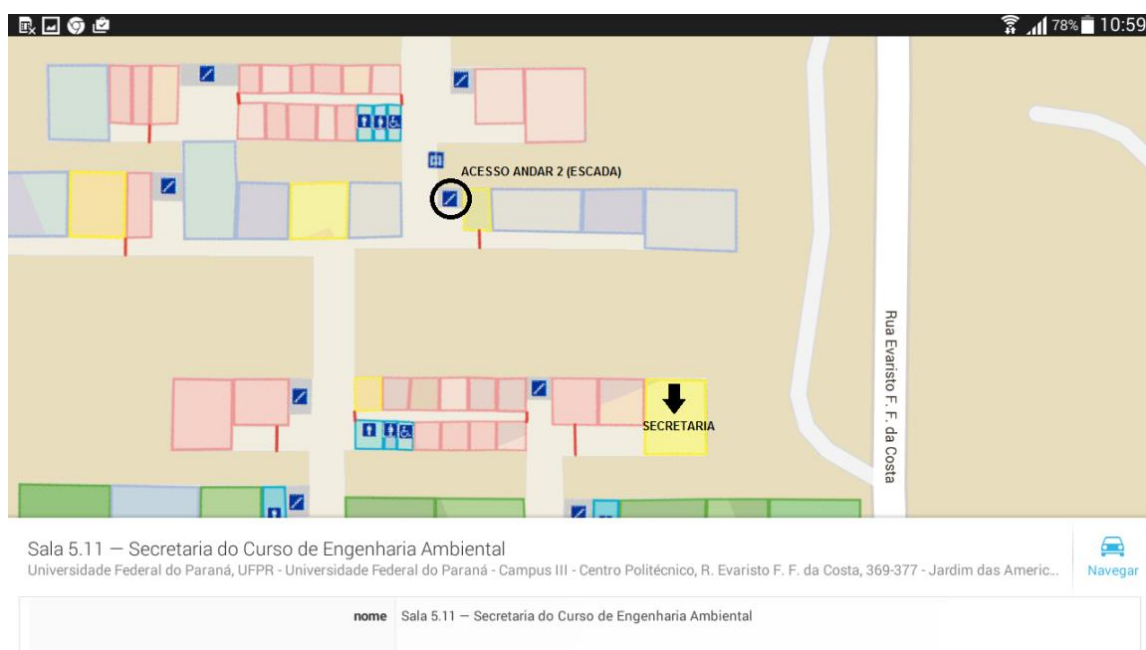 78% 10:59
ACESSO ANDAR 2 (ESCADA)
Rua Evaristo F. F. da Costa
SECRETARIA
Sala 5.11 — Secretaria do Curso de Engenharia Ambiental
Universidade Federal do Paraná, UFPR - Universidade Federal do Paraná - Campus III - Centro Politécnico, R. Evaristo F. F. da Costa, 369-377 - Jardim das Americ...
Navegar
nome Sala 5.11 — Secretaria do Curso de Engenharia Ambiental